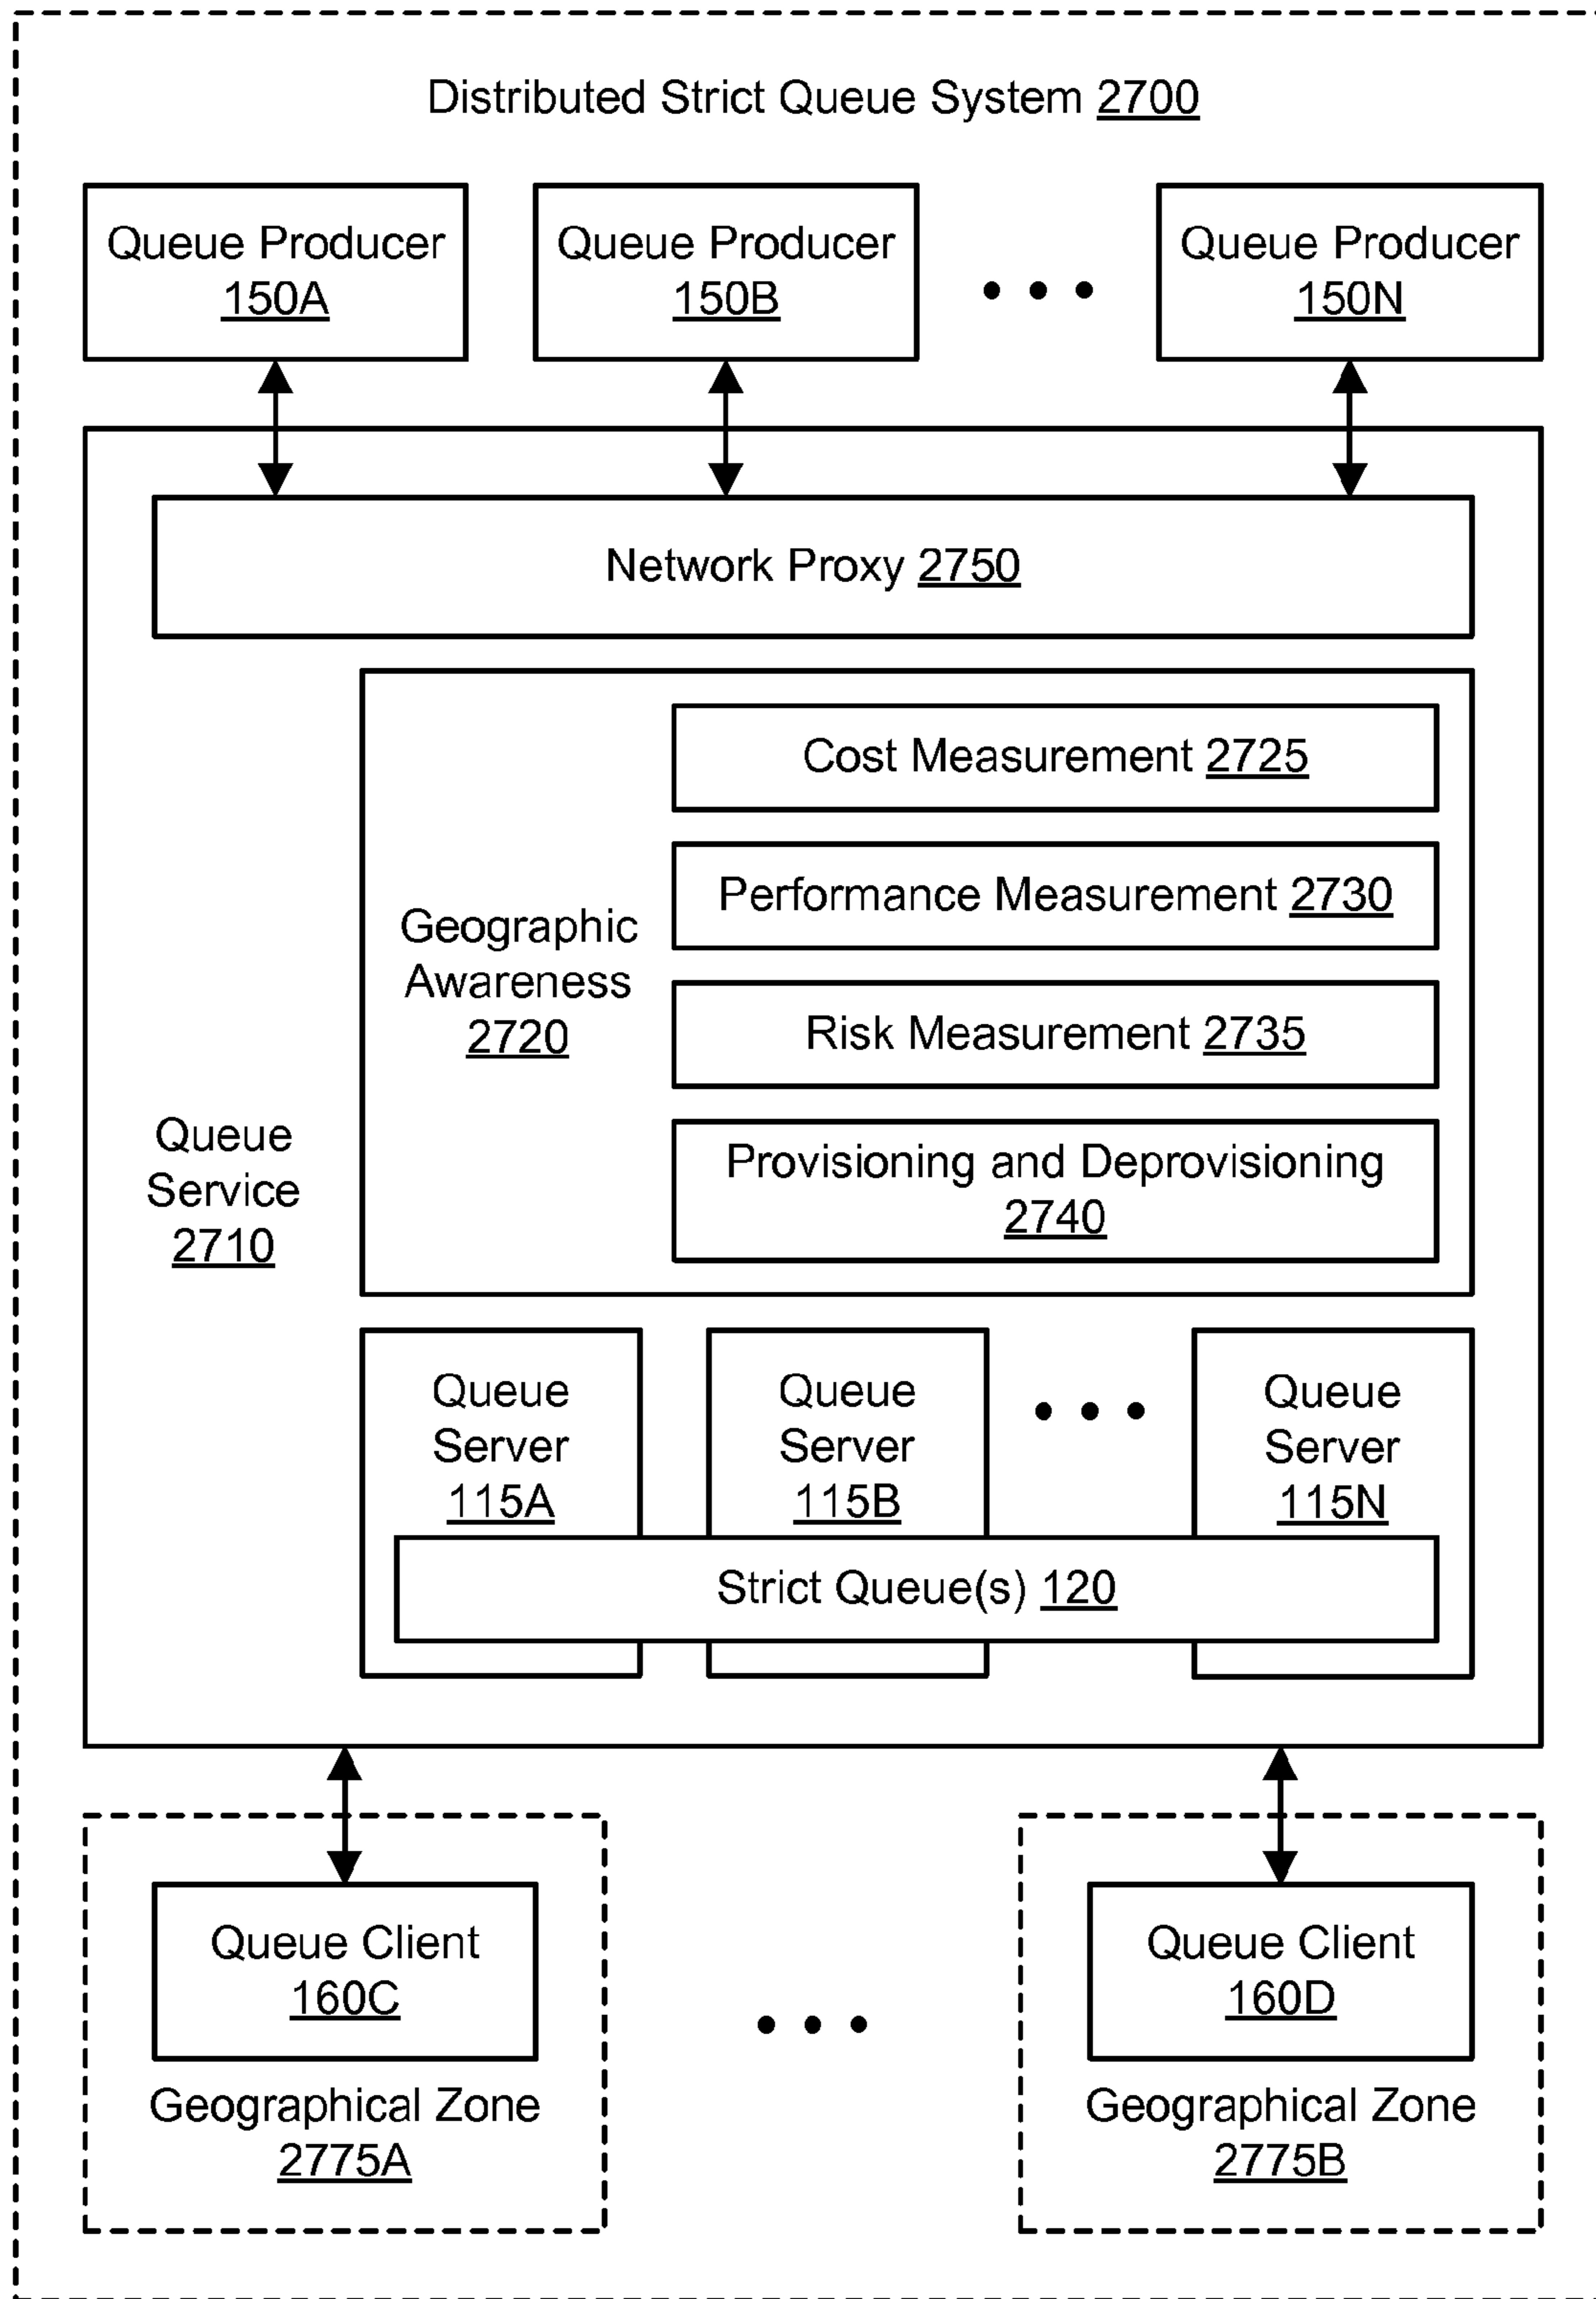 Distributed Strict Queue System 2700
Queue Producer
150A
Queue Producer
150B
Queue Producer
150N
Network Proxy 2750
Cost Measurement 2725
Performance Measurement 2730
Geographic
Awareness
2720
Risk Measurement 2735
Provisioning and Deprovisioning
2740
Queue
Service
2710
Queue
Server
115A
Queue
Server
115B
Queue
Server
115N
Strict Queue(s) 120
Queue Client
160C
Geographical Zone
2775A
Queue Client
160D
Geographical Zone
2775B